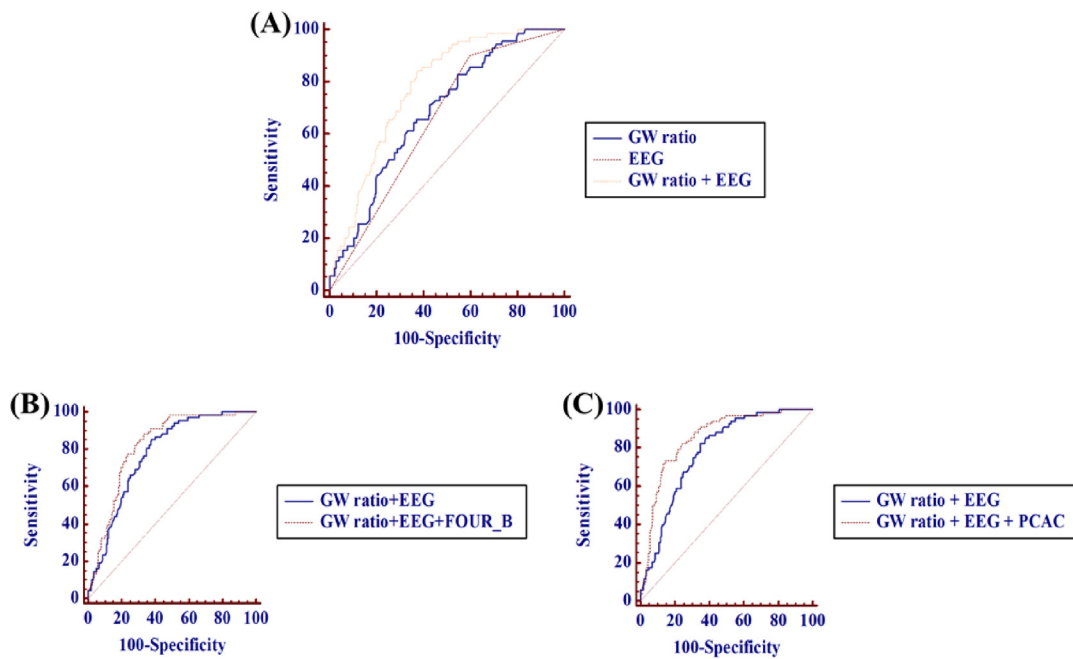 (A)
100
80
60
40
20
0
Sensitivity
0 20 40 60 80 100
100-Specificity
GW ratio
EEG
GW ratio + EEG
(B)
100
80
60
40
20
0
Sensitivity
0 20 40 60 80 100
100-Specificity
GW ratio+EEG
GW ratio+EEG+FOUR_B
(C)
100
80
60
40
20
0
Sensitivity
0 20 40 60 80 100
100-Specificity
GW ratio + EEG
GW ratio + EEG + PCAC